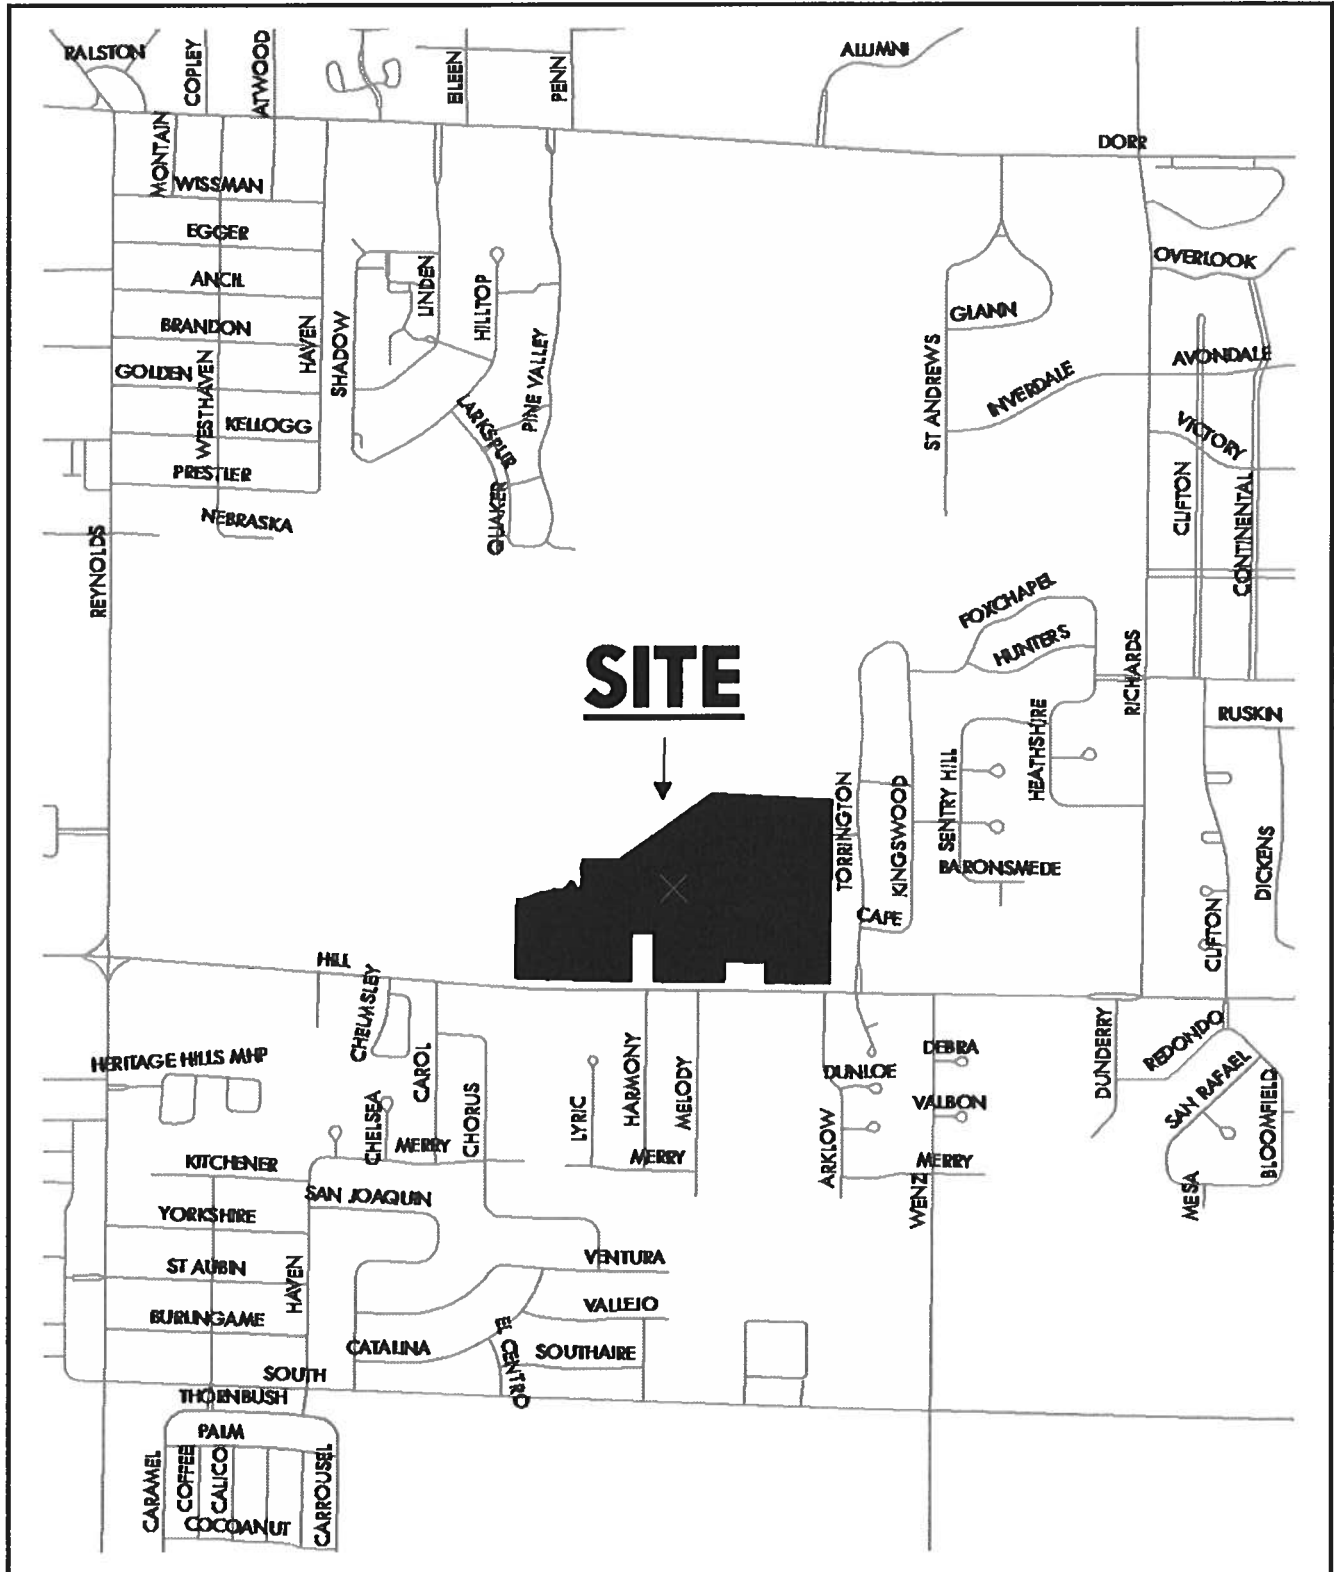 RALSTON
COPLEY
ATWOOD
EILEEN
PENN
ALUMNI
DORR
MONTAIN
WISSMAN
EGGER
ANCIL
BRANDON
GOLDEN
WESTHAVEN
KELLOGG
PRESTLER
NEBRASKA
HAVEN
SHADOW
LINDEN
HILLTOP
PINE VALLEY
LARKSPUR
QUAKER
REYNOLDS
OVERLOOK
GLANN
ST ANDREWS
INVERDALE
AVONDALE
VICTORY
CLIFTON
CONTINENTAL
FOXCHAPEL
HUNTERS
RICHARDS
SITE
RUSKIN
HEATHSHIRE
SENTRY HILL
TORRINGTON
KINGSWOOD
BARONSMEDE
CAPE
DICKENS
CLIFTON
HILL
CHELMSLEY
CAROL
HERITAGE HILLS MHP
CHELSEA
MERRY
CHORUS
LYRIC
HARMONY
MELODY
MERRY
DUNLOE
ARKLOW
DEBRA
VALBON
MERRY
WENZ
DUNDERRY
REDONDO
SAN RAFAEL
BLOOMFIELD
MESA
KITCHENER
SAN JOAQUIN
YORKSHIRE
ST AUBIN
HAVEN
BURLINGAME
VENTURA
VALLEJO
CATALINA
EL CENTRO
SOUTHAIRE
SOUTH
THORNBUSH
PALM
CARAMEL
COFFEE
CALICO
CARROUSEL
COCOANUT